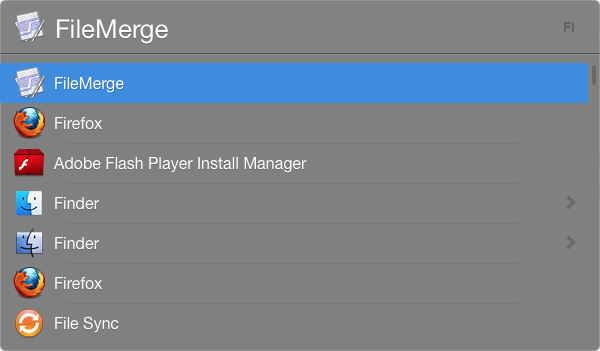 FileMerge FI
FileMerge
Firefox
Adobe Flash Player Install Manager
Finder
Finder
Firefox
File Sync